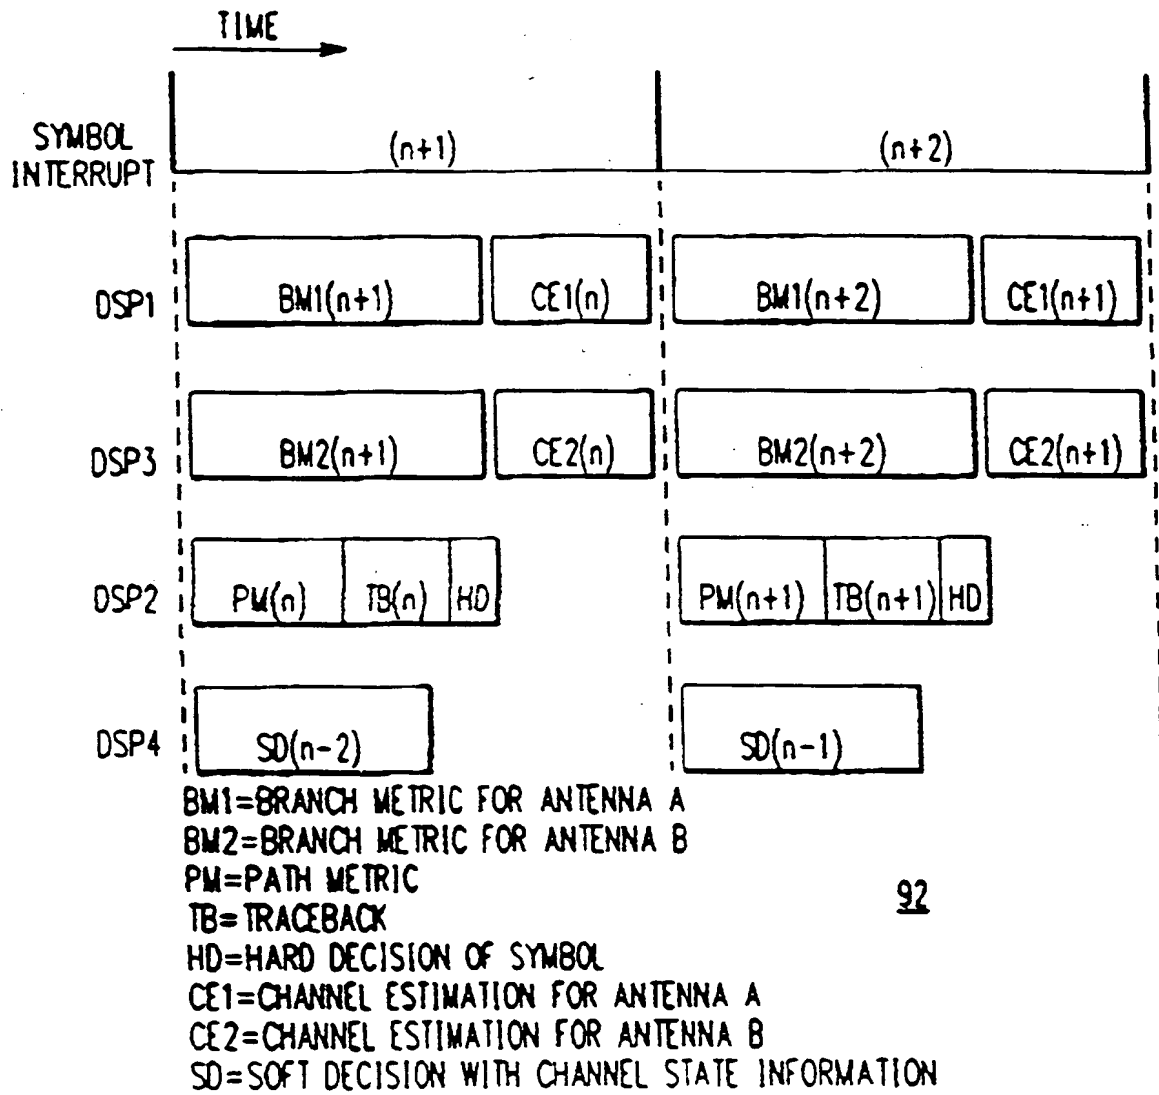 TIME
SYMBOL
INTERRUPT
(n+1)
(n+2)
DSP1
BM1(n+1)
CE1(n)
BM1(n+2)
CE1(n+1)
DSP3
BM2(n+1)
CE2(n)
BM2(n+2)
CE2(n+1)
DSP2
PM(n)
TB(n)
HD
PM(n+1)
TB(n+1)
HD
DSP4
SD(n-2)
SD(n-1)
BM1=BRANCH METRIC FOR ANTENNA A
BM2=BRANCH METRIC FOR ANTENNA B
PM=PATH METRIC
TB=TRACEBACK
HD=HARD DECISION OF SYMBOL
CE1=CHANNEL ESTIMATION FOR ANTENNA A
CE2=CHANNEL ESTIMATION FOR ANTENNA B
SD=SOFT DECISION WITH CHANNEL STATE INFORMATION
92